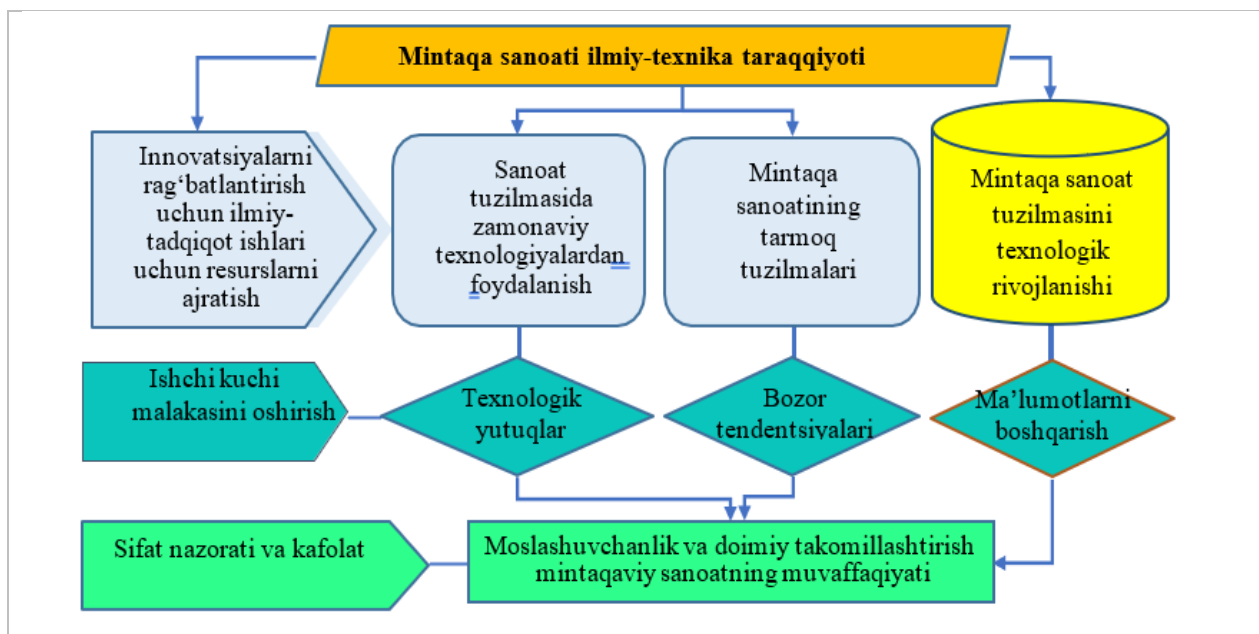 Mintaqa sanoati ilmiy-texnika taraqqiyoti
Innovatsiyalarni
rag‘batlantirish
uchun ilmiy-
tadqiqot ishlari
uchun resurslarni
ajratish
Sanoat
tuzilmasida
zamonaviy
texnologiyalardan
foydalanish
Mintaqa
sanoatining
tarmoq
tuzilmalari
Mintaqa sanoat
tuzilmasini
texnologik
rivojlanishi
Ishchi kuchi
malakasini oshirish
Texnologik
yutuqlar
Bozor
tendentsiyalari
Ma’lumotlarni
boshqarish
Sifat nazorati va kafolat
Moslashuvchanlik va doimiy takomillashtirish
mintaqaviy sanoatning muvaffaqiyati